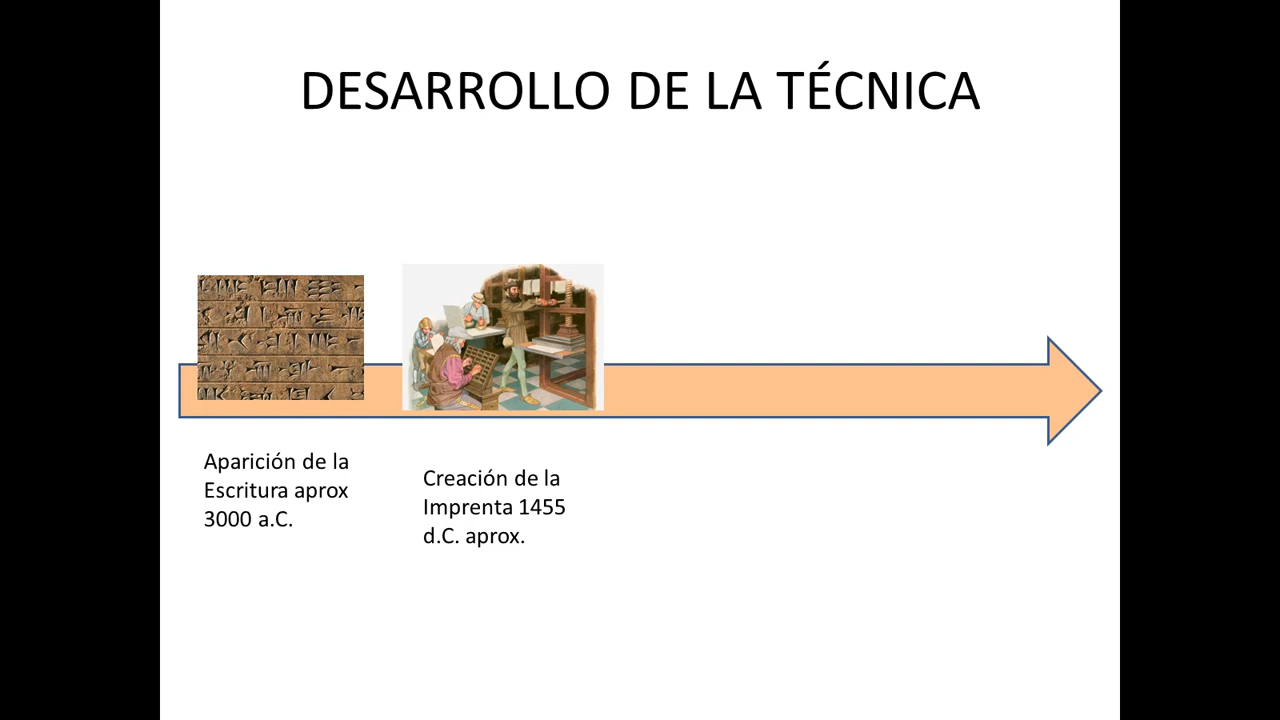 DESARROLLO DE LA TÉCNICA
Aparición de la
Escritura aprox
3000 a.C.
Creación de la
Imprenta 1455
d.C. aprox.